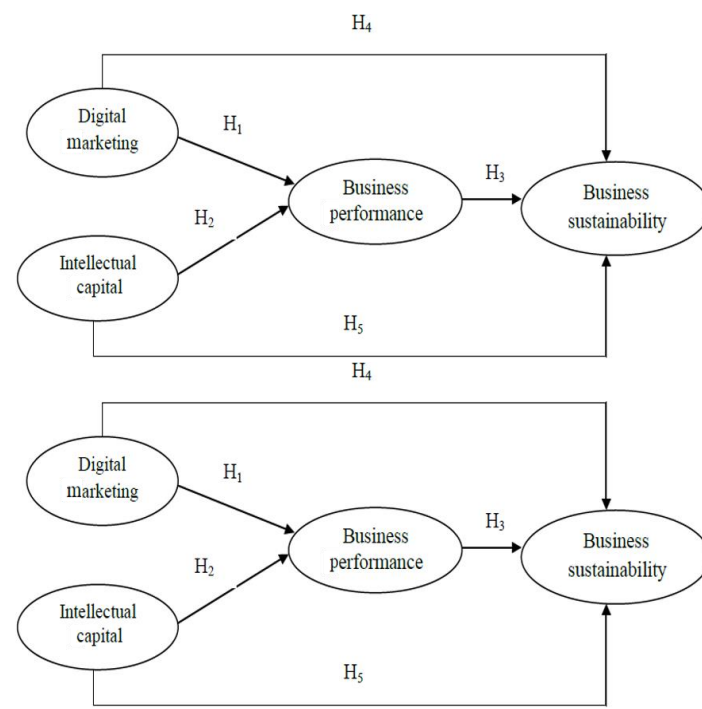 H4
Digital
marketing
H1
Business
performance
H3
Business
sustainability
H2
Intellectual
capital
H5
H4
Digital
marketing
H1
Business
performance
H3
Business
sustainability
H2
Intellectual
capital
H5